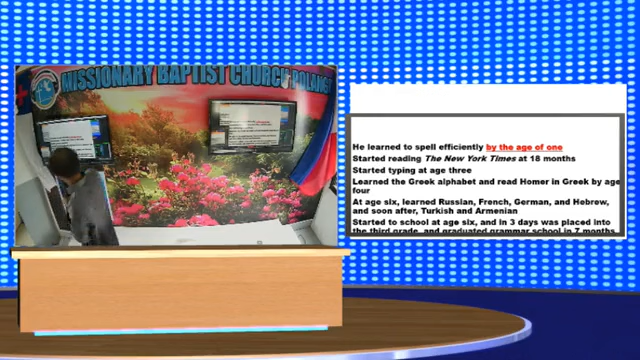 MISSIONARY BAPTIST CHURCH POLANGUI
He learned to spell efficiently by the age of one
Started reading The New York Times at 18 months
Started typing at age three
Learned the Greek alphabet and read Homer in Greek by age
four
At age six, learned Russian, French, German, and Hebrew,
and soon after, Turkish and Armenian
Started to school at age six, and in 3 days was placed into
the third grade, and graduated grammar school in 7 months